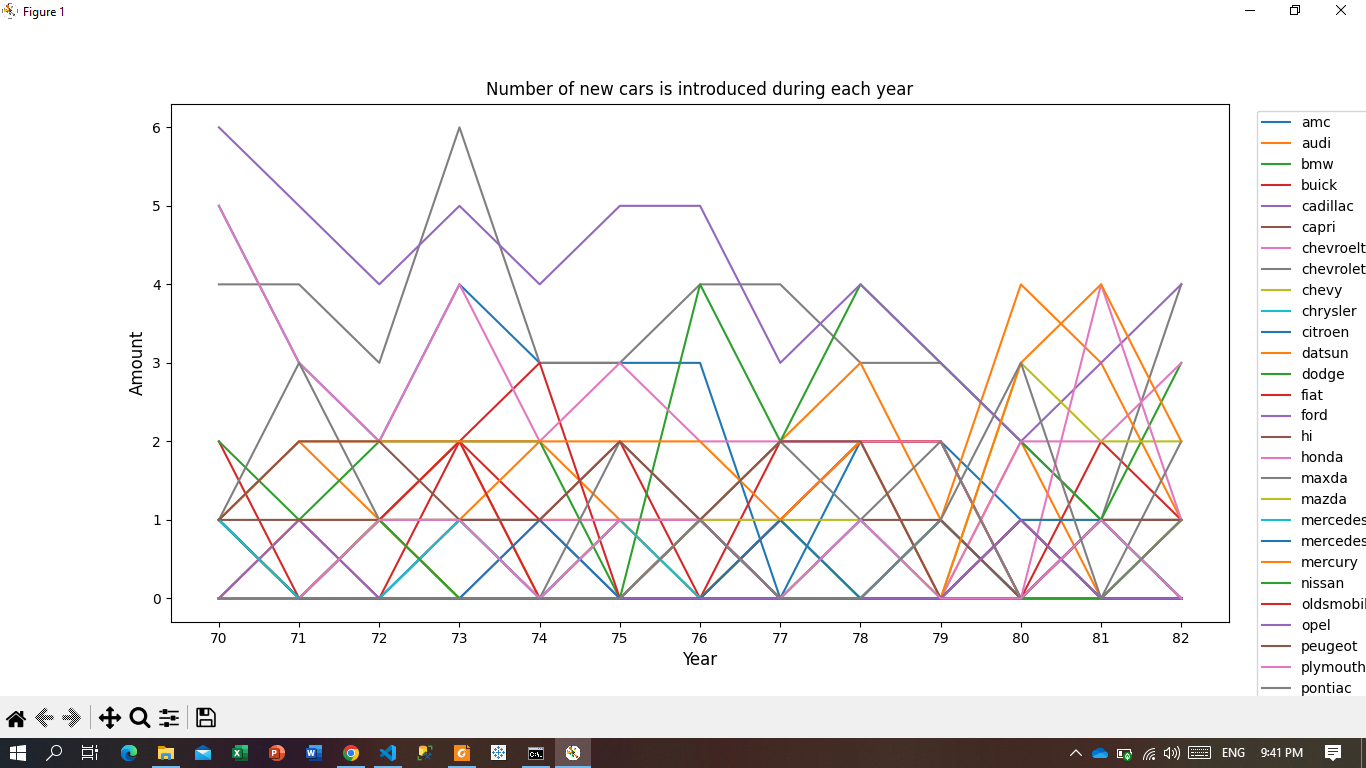 Figure 1
Number of new cars is introduced during each year
Amount
6
5
4
3
2
1
0
70 71 72 73 74 75 76 77 78 79 80 81 82
Year
amc
audi
bmw
buick
cadillac
capri
chevroelt
chevrolet
chevy
chrysler
citroen
datsun
dodge
fiat
ford
hi
honda
maxda
mazda
mercedes
mercedes
mercury
nissan
oldsmobil
opel
peugeot
plymouth
pontiac
ENG 9:41 PM